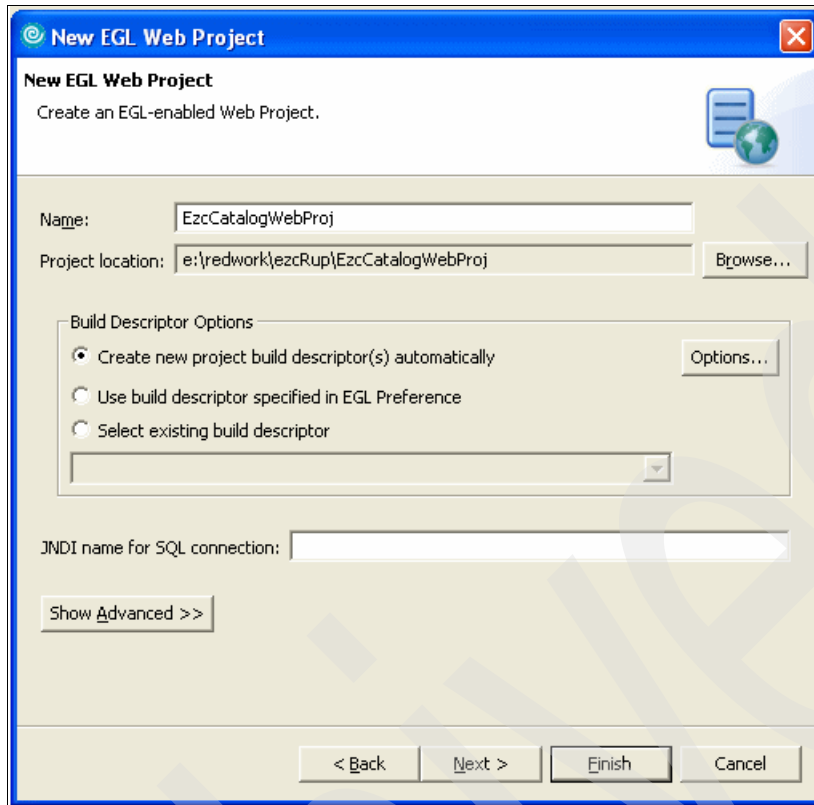 New EGL Web Project
New EGL Web Project
Create an EGL-enabled Web Project.
Name: EzcCatalogWebProj
Project location: e:\redwork\ezcRup\EzcCatalogWebProj Browse...
Build Descriptor Options
Create new project build descriptor(s) automatically Options...
Use build descriptor specified in EGL Preference
Select existing build descriptor
JNDI name for SQL connection:
Show Advanced >>
< Back Next > Finish Cancel